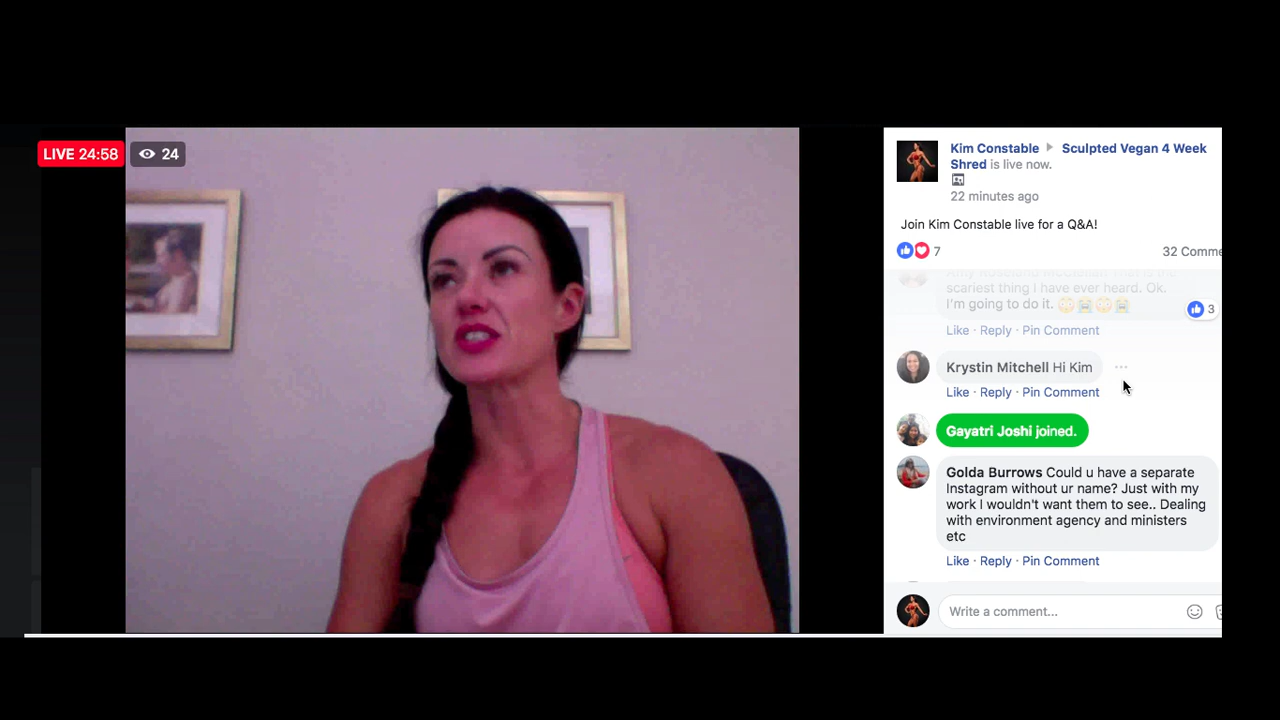 LIVE 24:58
24
Kim Constable ▶ Sculpted Vegan 4 Week
Shred is live now.
22 minutes ago
Join Kim Constable live for a Q&A!
7
32 Comme
scariest thing I have ever heard. Ok.
I'm going to do it. 😳😭😳😭
3
Like · Reply · Pin Comment
Krystin Mitchell Hi Kim
Like · Reply · Pin Comment
Gayatri Joshi joined.
Golda Burrows Could u have a separate
Instagram without ur name? Just with my
work I wouldn't want them to see.. Dealing
with environment agency and ministers
etc
Like · Reply · Pin Comment
Write a comment...